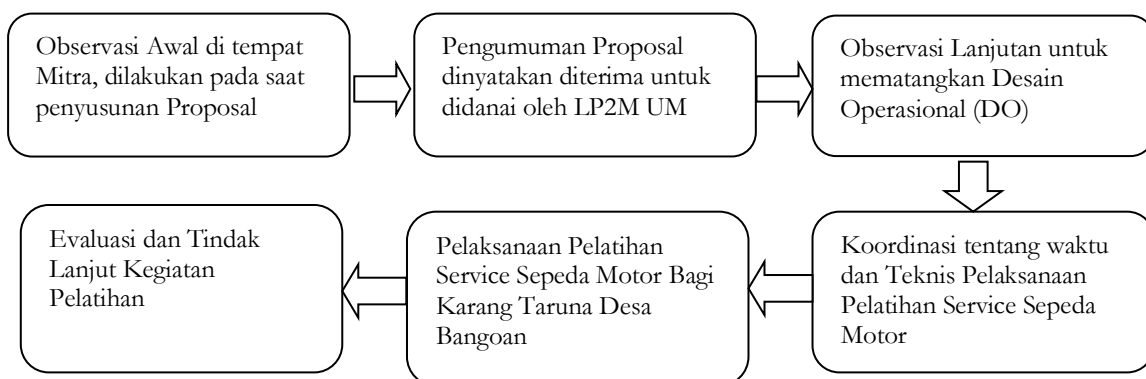 Observasi Awal di tempat
Mitra, dilakukan pada saat
penyusunan Proposal
Pengumuman Proposal
dinyatakan diterima untuk
didanai oleh LP2M UM
Observasi Lanjutan untuk
mematangkan Desain
Operasional (DO)
Koordinasi tentang waktu
dan Teknis Pelaksanaan
Pelatihan Service Sepeda
Motor
Pelaksanaan Pelatihan
Service Sepeda Motor Bagi
Karang Taruna Desa
Bangoan
Evaluasi dan Tindak
Lanjut Kegiatan
Pelatihan